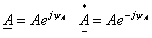 A̲ = Ae^{jψ_A}  Ȧ̲ = Ae^{-jψ_A}